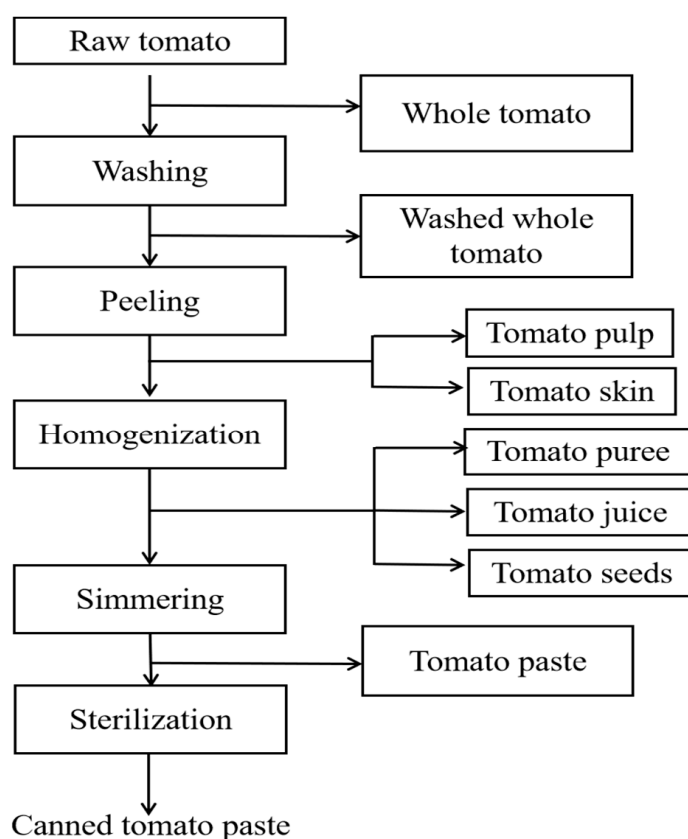 Raw tomato
Whole tomato
Washing
Washed whole
tomato
Peeling
Tomato pulp
Tomato skin
Homogenization
Tomato puree
Tomato juice
Tomato seeds
Simmering
Tomato paste
Sterilization
Canned tomato paste